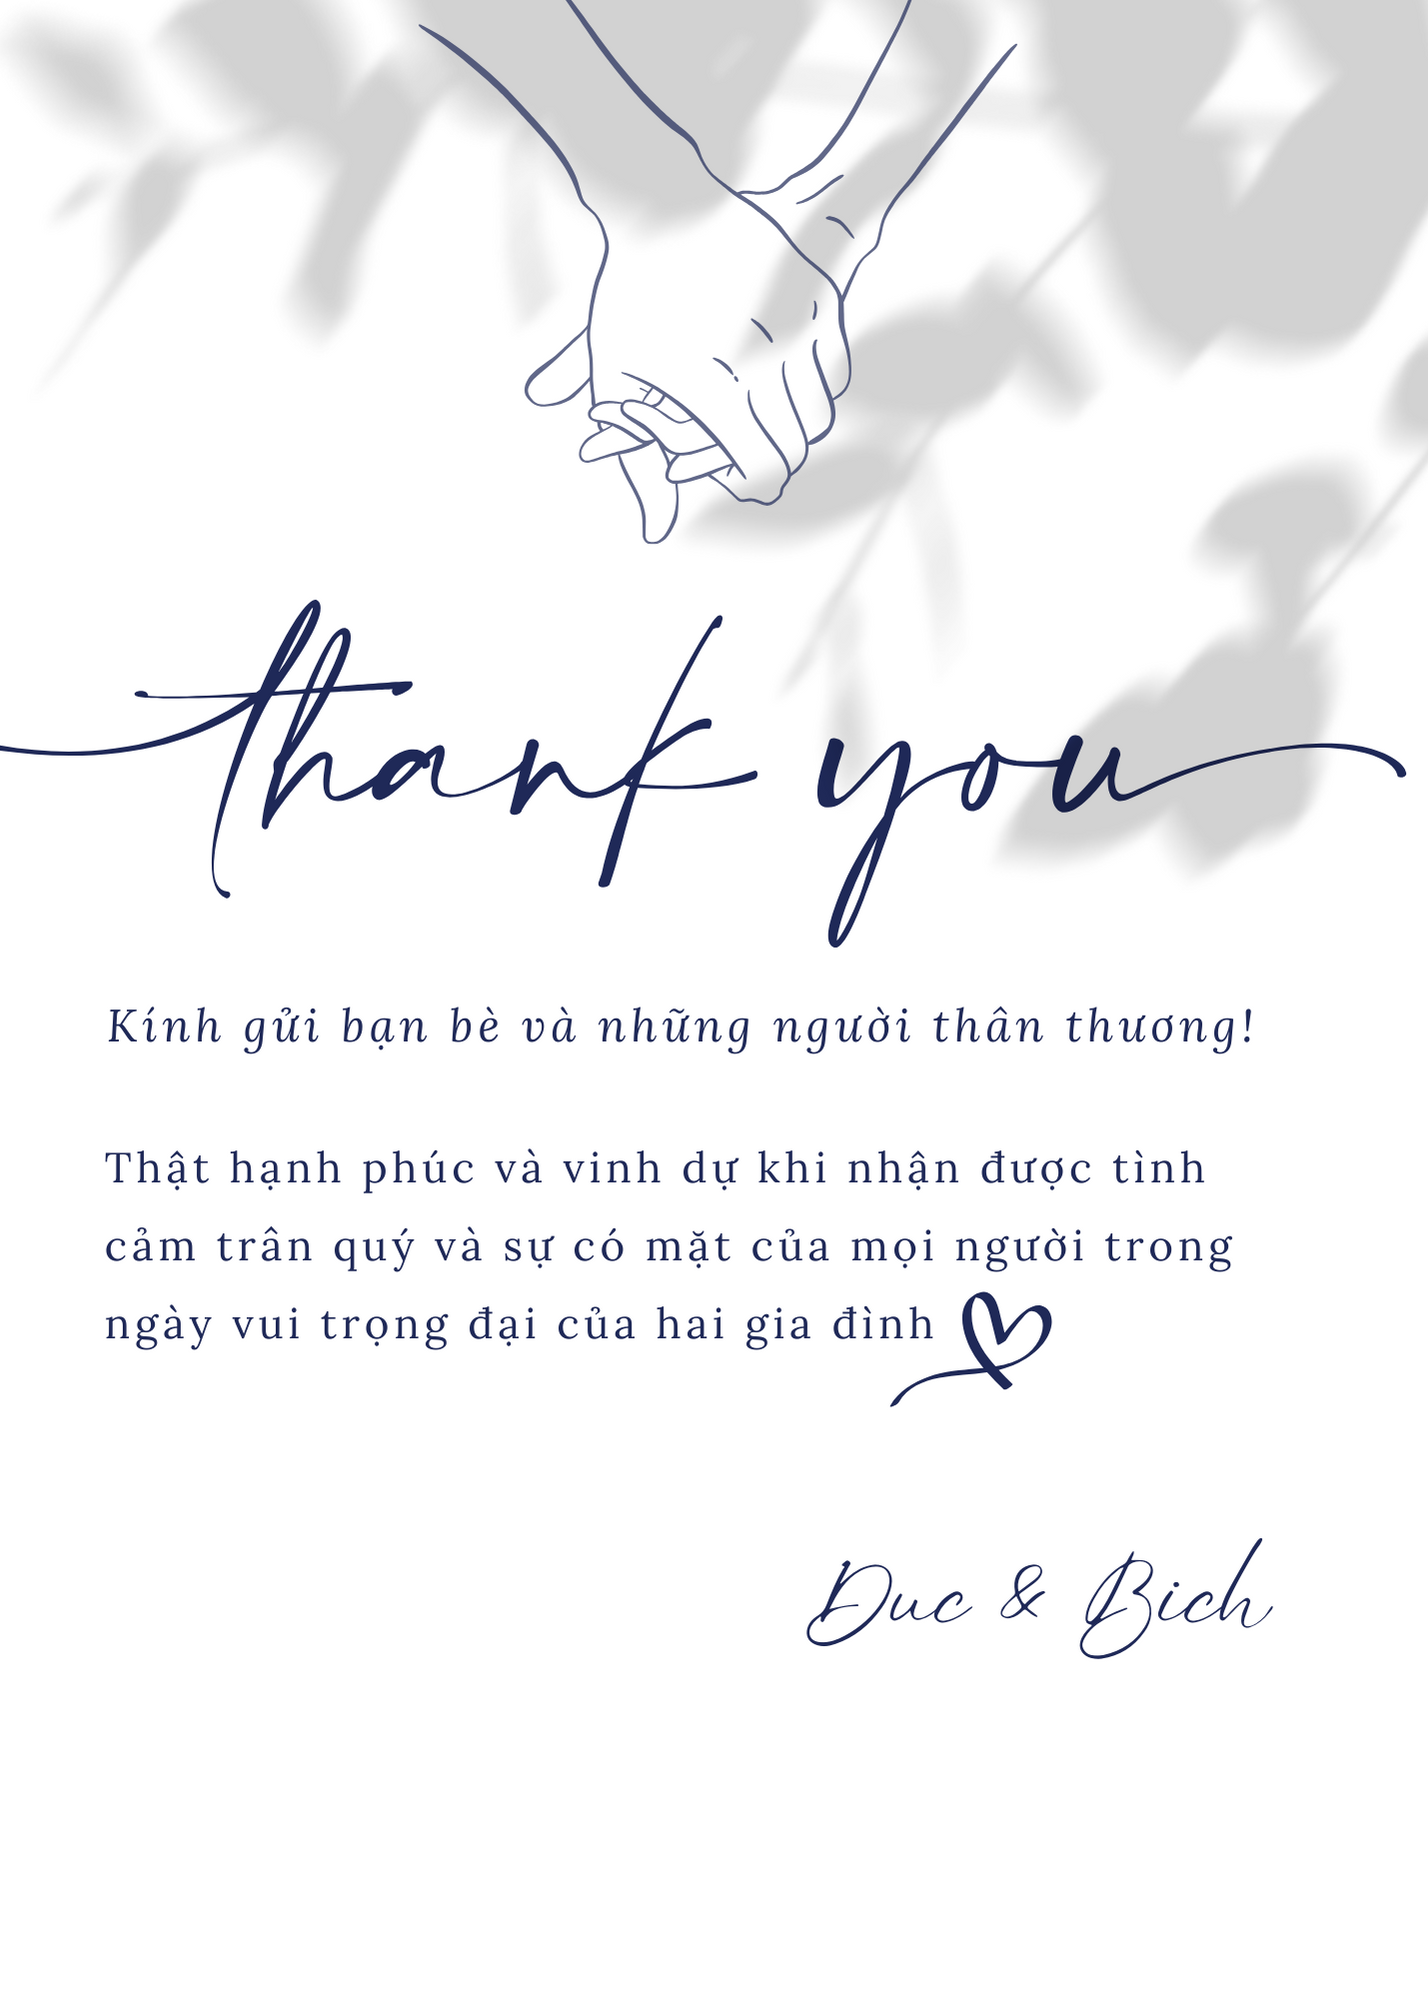 thank you
Kính gửi bạn bè và những người thân thương!
Thật hạnh phúc và vinh dự khi nhận được tình
cảm trân quý và sự có mặt của mọi người trong
ngày vui trọng đại của hai gia đình
Duc & Bich